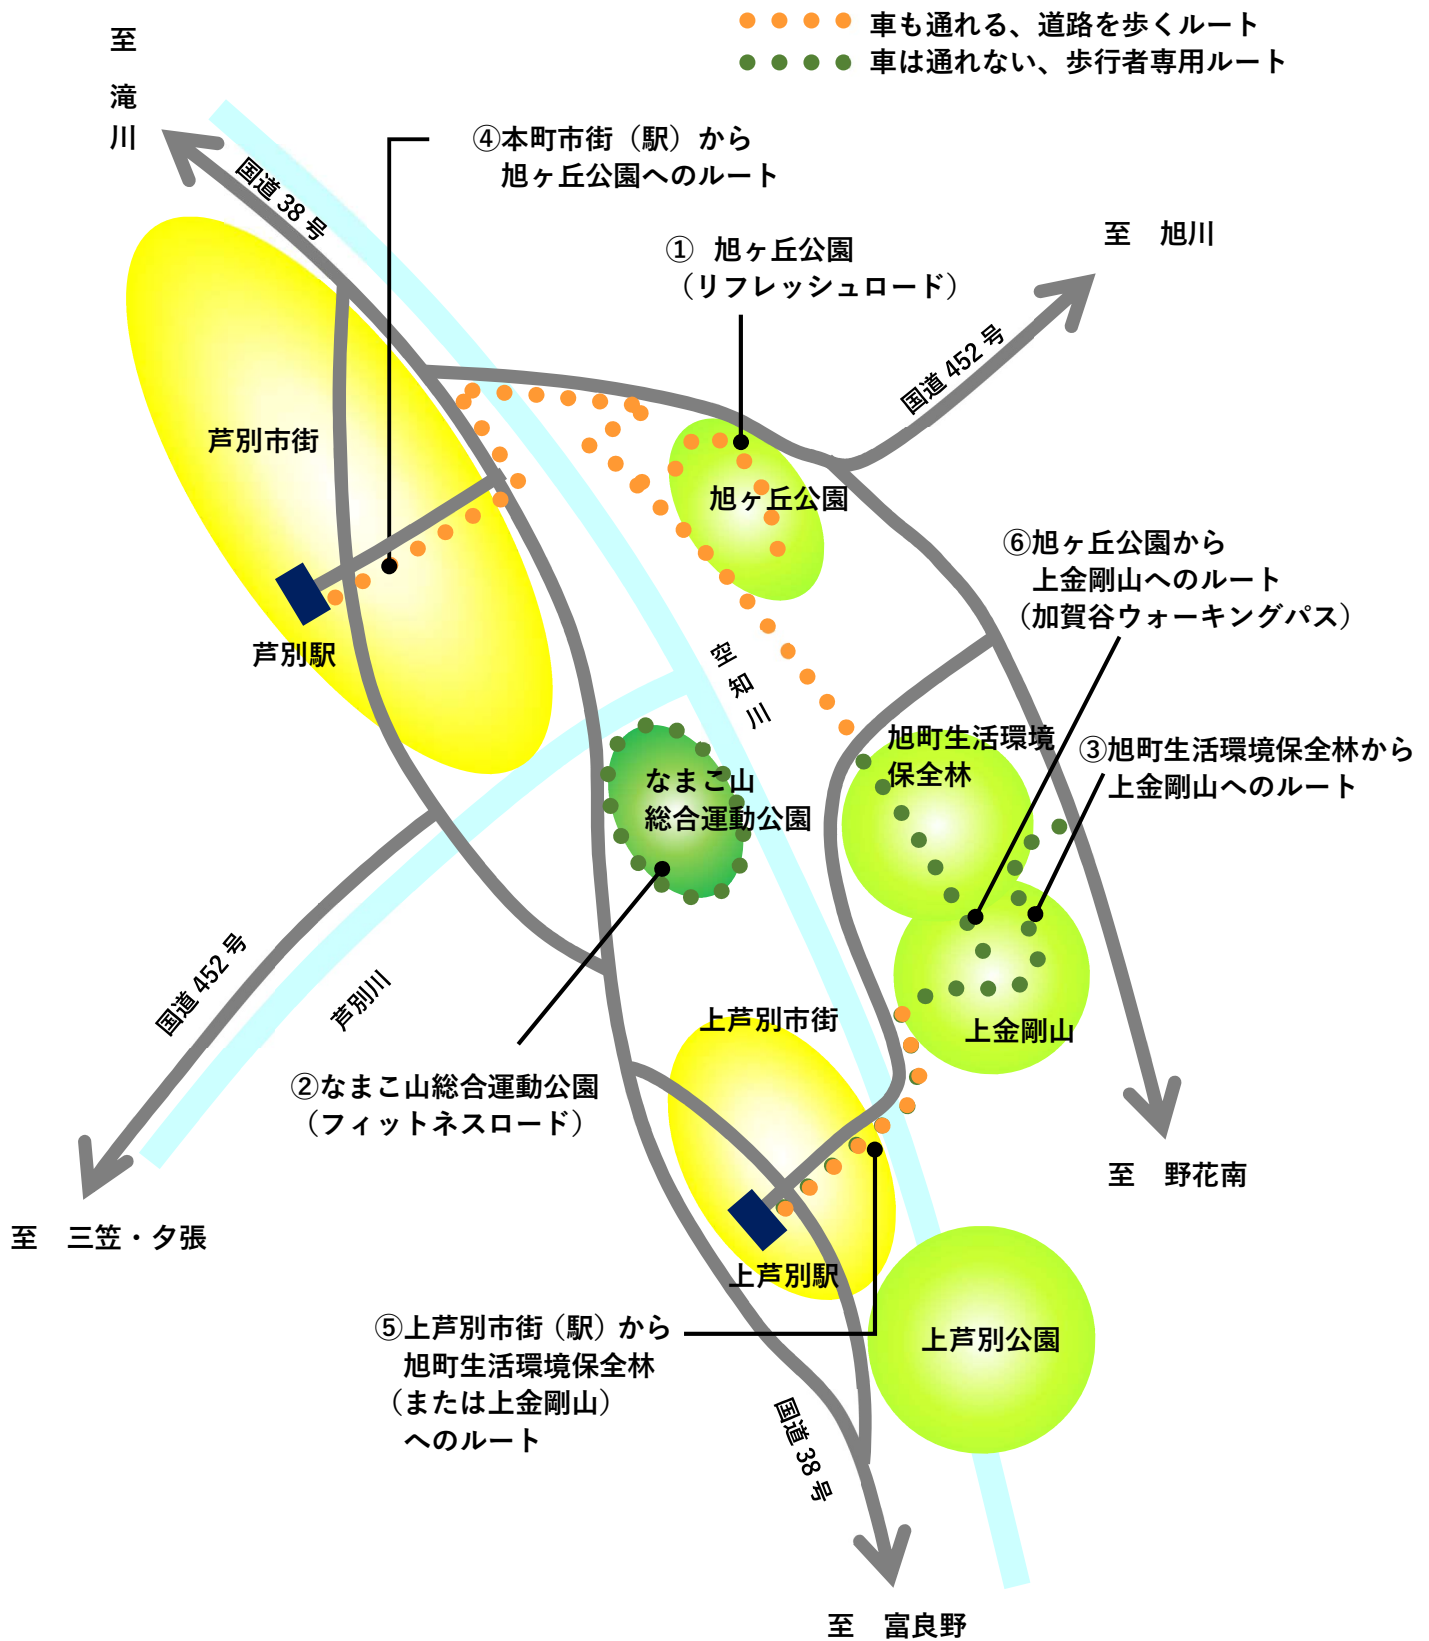 車も通れる、道路を歩くルート
車は通れない、歩行者専用ルート
至
滝
川
国道38号
④本町市街（駅）から
旭ヶ丘公園へのルート
① 旭ヶ丘公園
（リフレッシュロード）
至　旭川
国道452号
芦別市街
旭ヶ丘公園
⑥旭ヶ丘公園から
上金剛山へのルート
（加賀谷ウォーキングパス）
芦別駅
空
知
川
旭町生活環境
保全林
③旭町生活環境保全林から
上金剛山へのルート
なまこ山
総合運動公園
国道452号
芦別川
上芦別市街
上金剛山
②なまこ山総合運動公園
（フィットネスロード）
至　野花南
至　三笠・夕張
上芦別駅
⑤上芦別市街（駅）から
旭町生活環境保全林
（または上金剛山）
へのルート
上芦別公園
国道38号
至　富良野